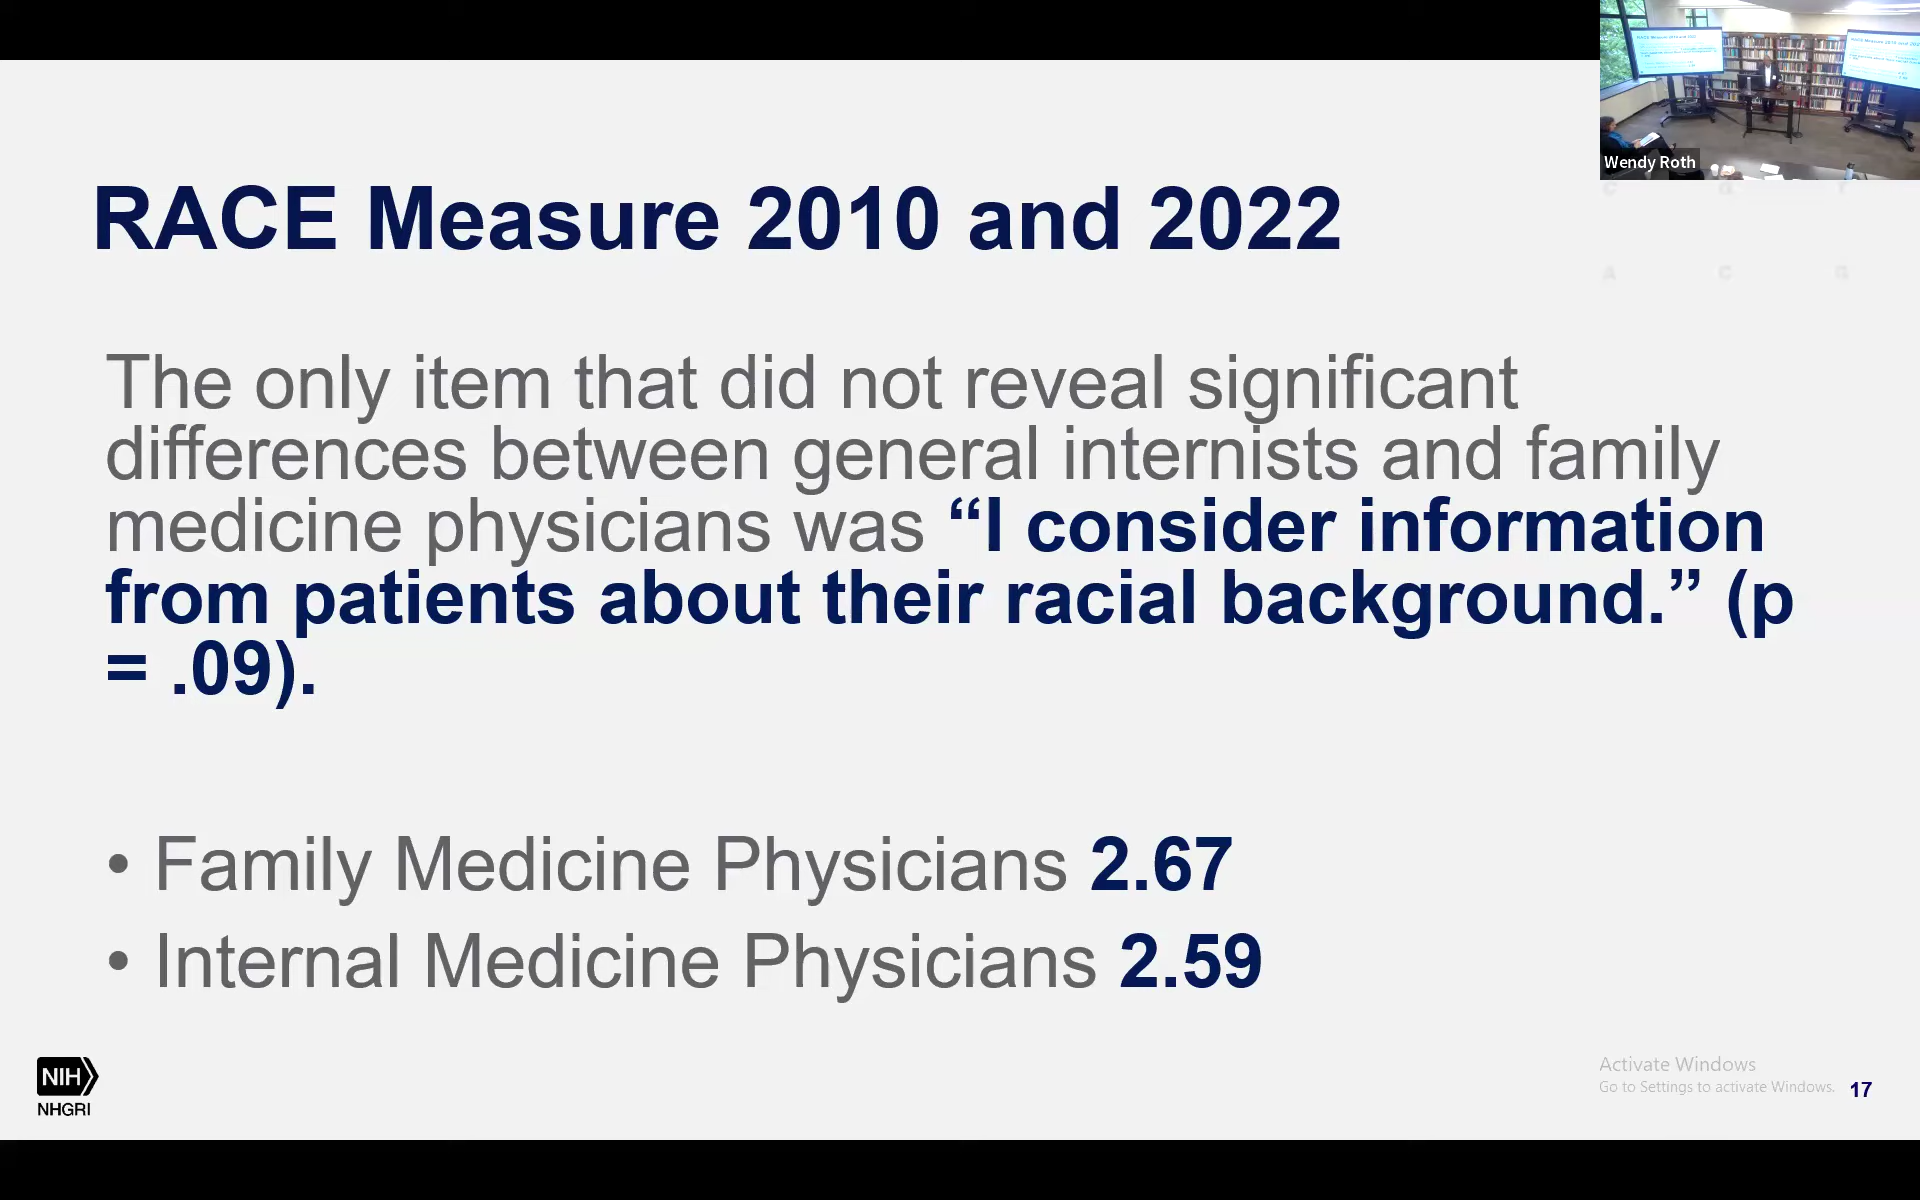 Wendy Roth
RACE Measure 2010 and 2022
The only item that did not reveal significant
differences between general internists and family
medicine physicians was “I consider information
from patients about their racial background.” (p
= .09).
• Family Medicine Physicians 2.67
• Internal Medicine Physicians 2.59
NIH
NHGRI
Activate Windows
Go to Settings to activate Windows.
17